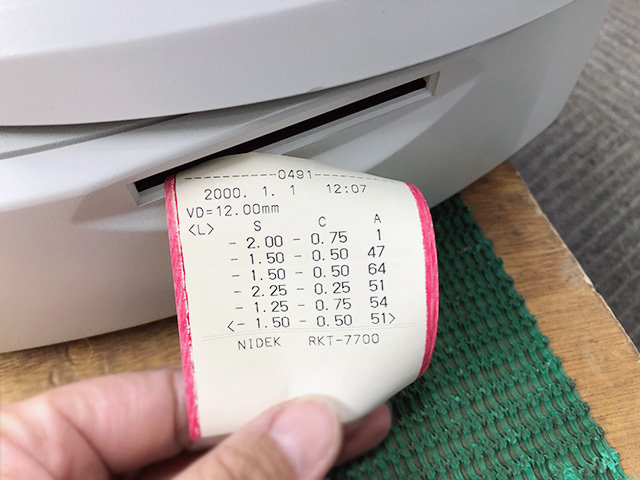 --------0491--------
2000. 1. 1 12:07
VD=12.00mm
<L> S C A
- 2.00 - 0.75 1
- 1.50 - 0.50 47
- 1.50 - 0.50 64
- 2.25 - 0.25 51
- 1.25 - 0.75 54
<- 1.50 - 0.50 51>
NIDEK RKT-7700